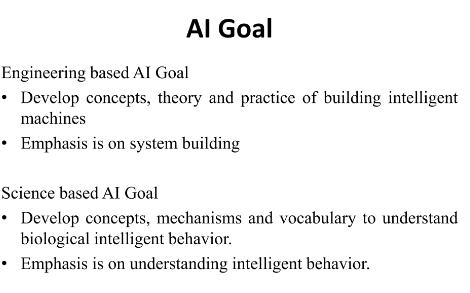 AI Goal
Engineering based AI Goal
• Develop concepts, theory and practice of building intelligent
machines
• Emphasis is on system building
Science based AI Goal
• Develop concepts, mechanisms and vocabulary to understand
biological intelligent behavior.
• Emphasis is on understanding intelligent behavior.